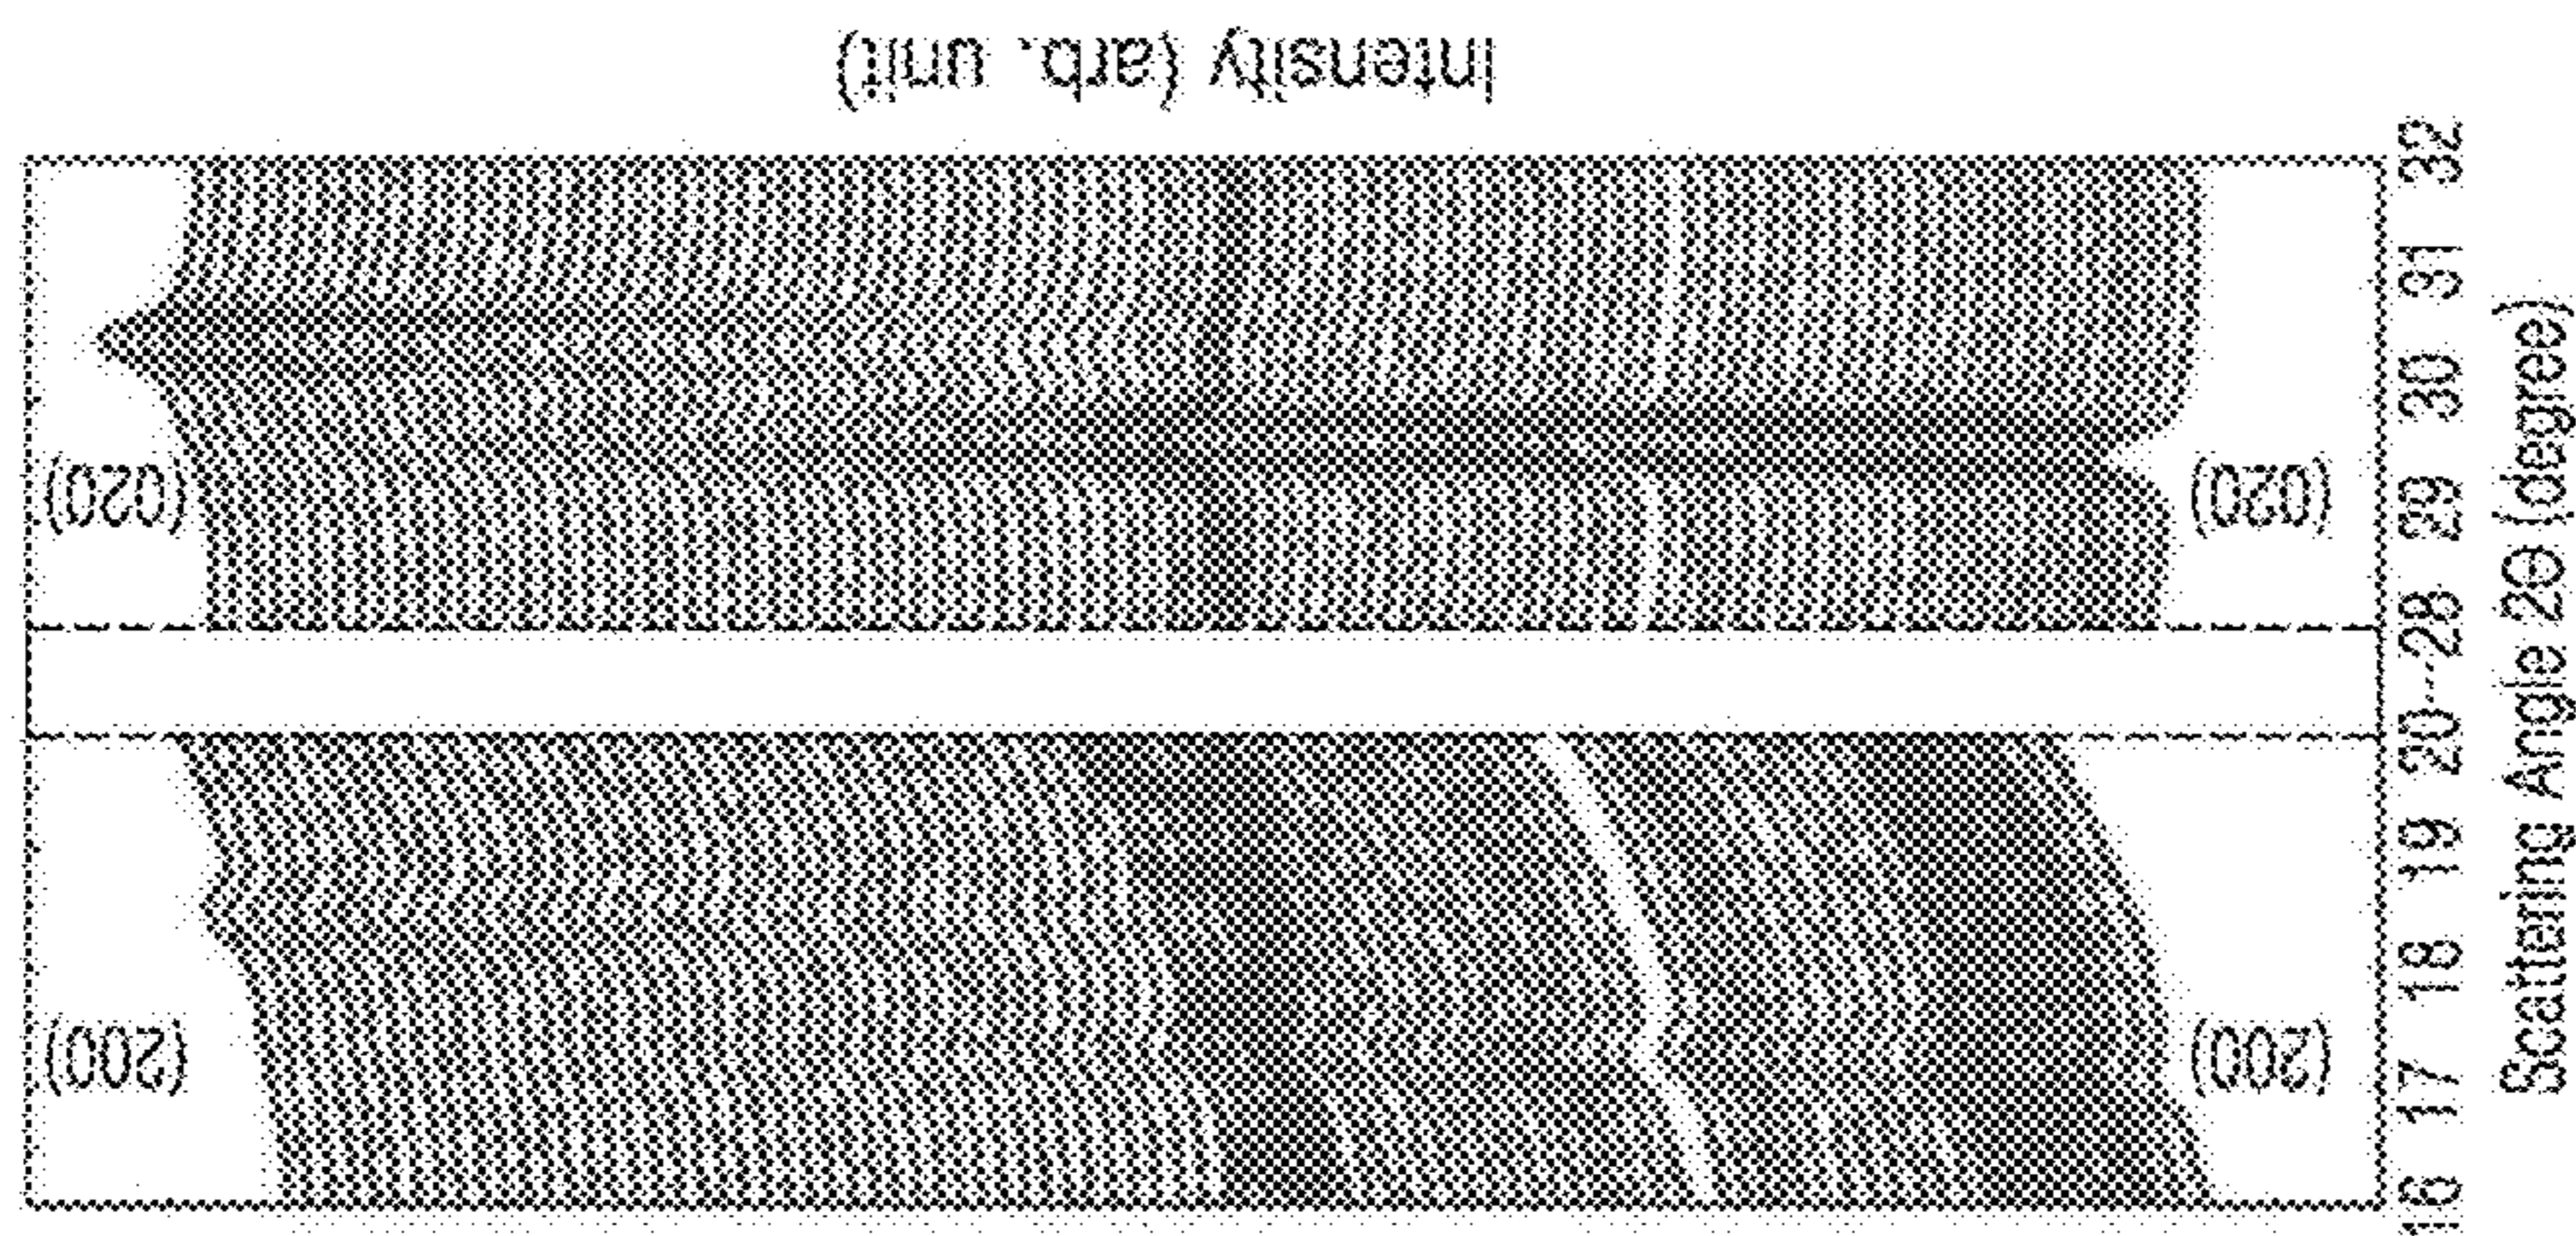 Intensity (arb. unit)
(200)
(020)
(200)
(020)
16 17 18 19 20--28 29 30 31 32
Scattering Angle 2Θ (degree)